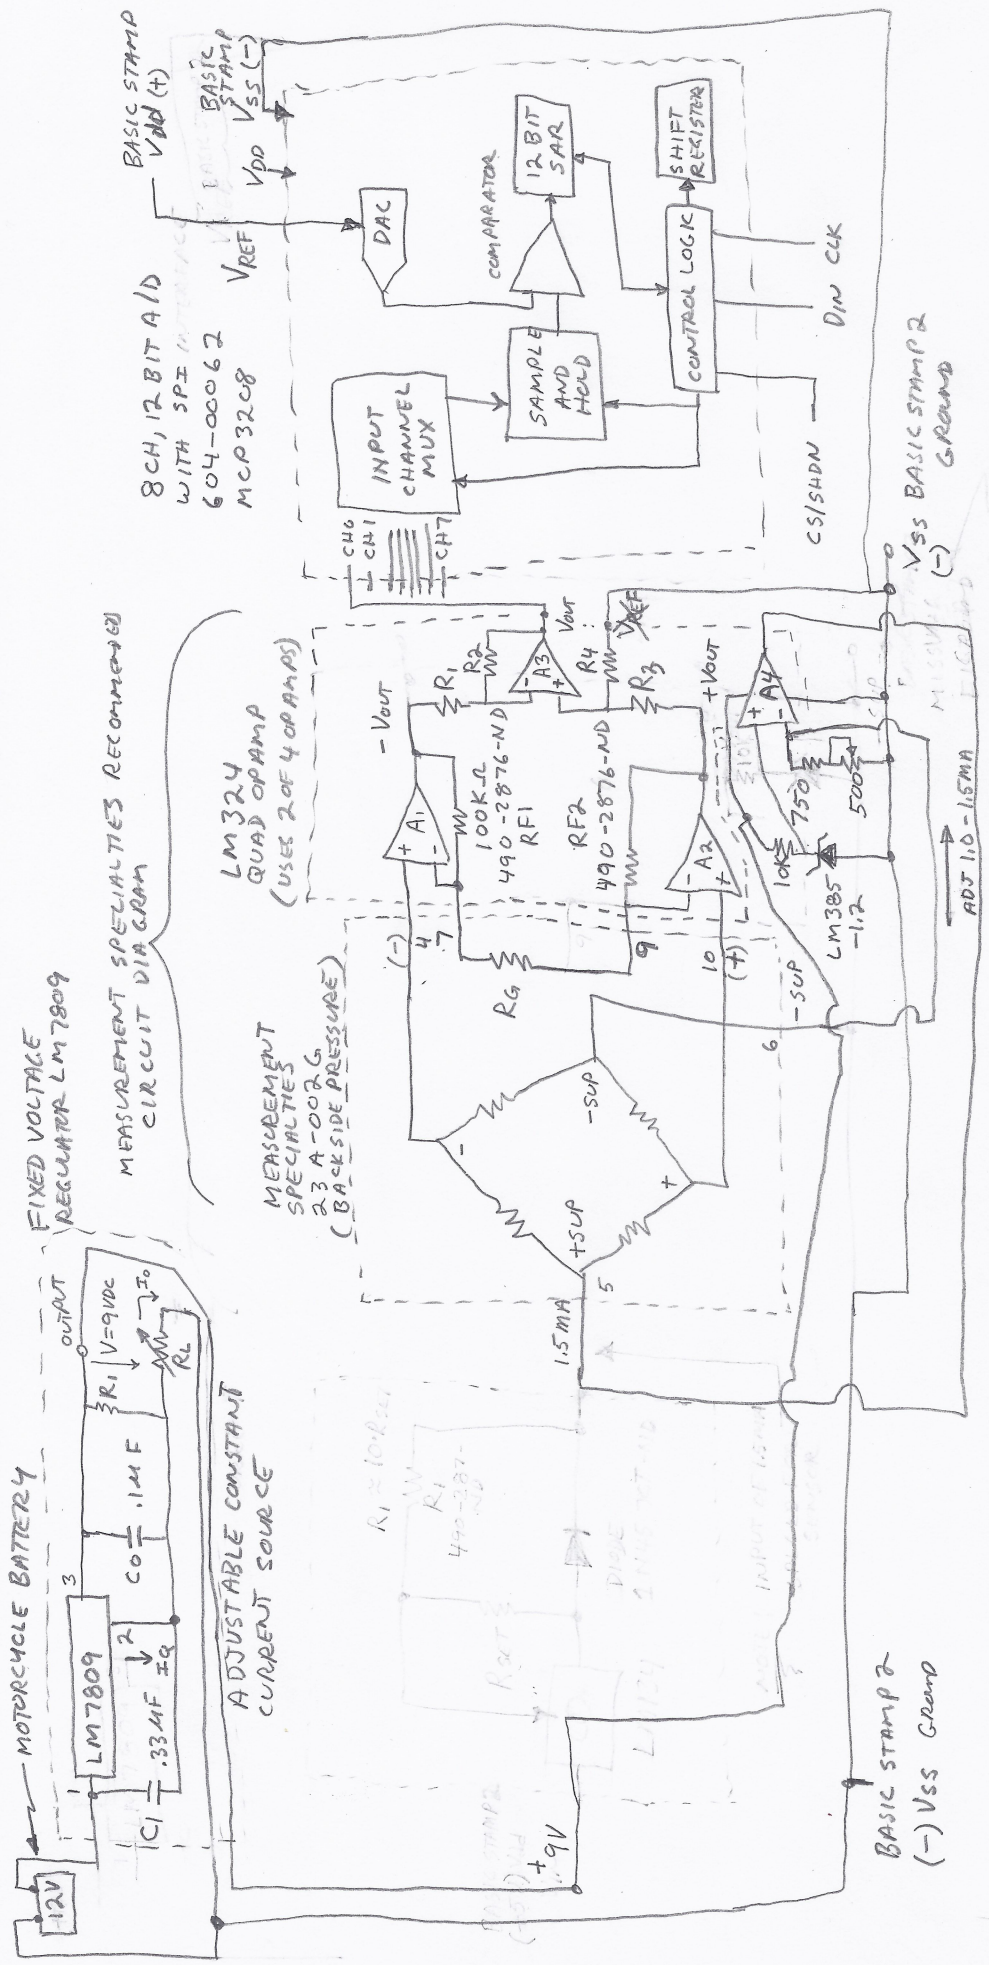 MOTORCYCLE BATTERY
12V
1
LM7809
3
2
IQ
C1
.33MF
CO
.1MF
R1
V=9VDC
IO
RL
OUTPUT
FIXED VOLTAGE
REGULATOR LM7809
ADJUSTABLE CONSTANT
CURRENT SOURCE
+
9V
BASIC STAMP 2
(-) VSS GROUND
MEASUREMENT SPECIALTIES RECOMMENDED
CIRCUIT DIAGRAM
MEASUREMENT
SPECIALTIES
23A-002G
(BACKSIDE PRESSURE)
1.5MA
5
+SUP
-
+
-SUP
6
-SUP
RG
(-)
4
7
9
10
(+)
LM324
QUAD OPAMP
(USES 2 OF 4 OPAMPS)
+
A1
-
-VOUT
100KΩ
490-2876-ND
RF1
RF2
490-2876-ND
-
A2
+
R1
R2
-
A3
+
VOUT
R4
R3
VREF
+VOUT
+
A4
-
10K
750
500
LM385
-1.2
ADJ 1.0-1.5MA
VSS BASIC STAMP 2
(-) GROUND
8CH, 12 BIT A/D
WITH SPI INTERFACE
604-00062
MCP3208
CH0
CH1
CH7
INPUT
CHANNEL
MUX
SAMPLE
AND
HOLD
DAC
COMPARATOR
12 BIT
SAR
CONTROL LOGIC
SHIFT
REGISTER
CS/SHDN
DIN
CLK
VREF
VDD
BASIC STAMP
Vdd (+)
BASIC
STAMP
VSS (-)
R1
490-387-
DIODE